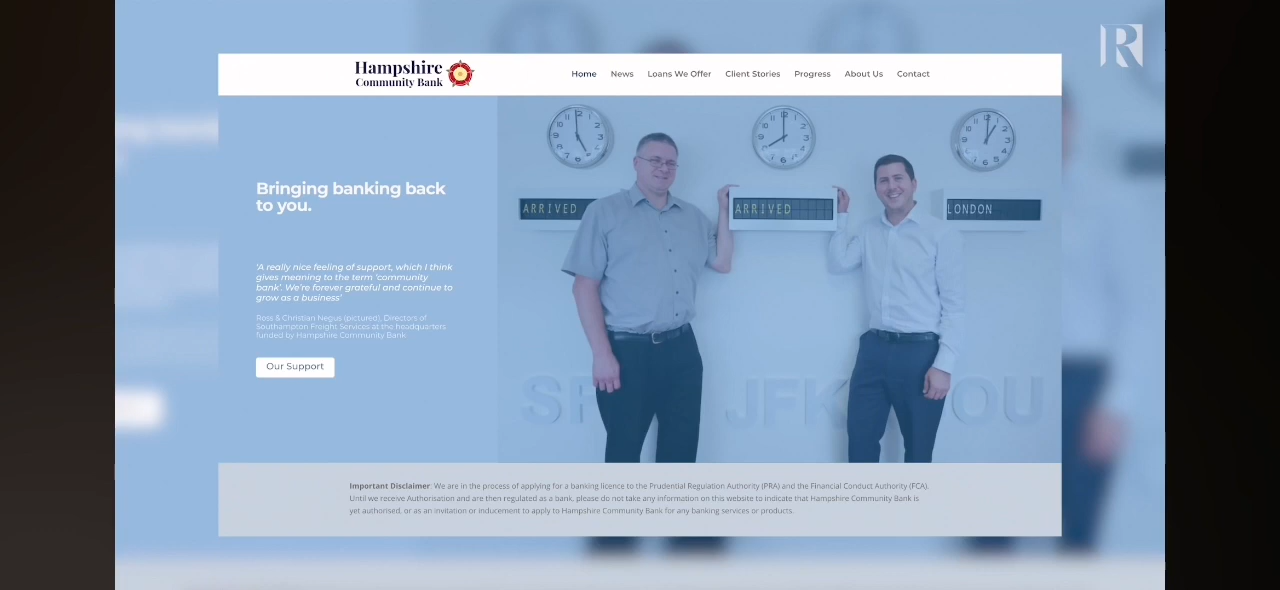 R
Hampshire
Community Bank
Home News Loans We Offer Client Stories Progress About Us Contact
Bringing banking back
to you.
'A really nice feeling of support, which I think
gives meaning to the term 'community
bank'. We're forever grateful and continue to
grow as a business'
Ross & Christian Negus (pictured), Directors of
Southampton Freight Services at the headquarters
funded by Hampshire Community Bank
Our Support
ARRIVED
ARRIVED
LONDON
JFK
OU
Important Disclaimer: We are in the process of applying for a banking licence to the Prudential Regulation Authority (PRA) and the Financial Conduct Authority (FCA).
Until we receive Authorisation and are then regulated as a bank, please do not take any information on this website to indicate that Hampshire Community Bank is
yet authorised, or as an invitation or inducement to apply to Hampshire Community Bank for any banking services or products.